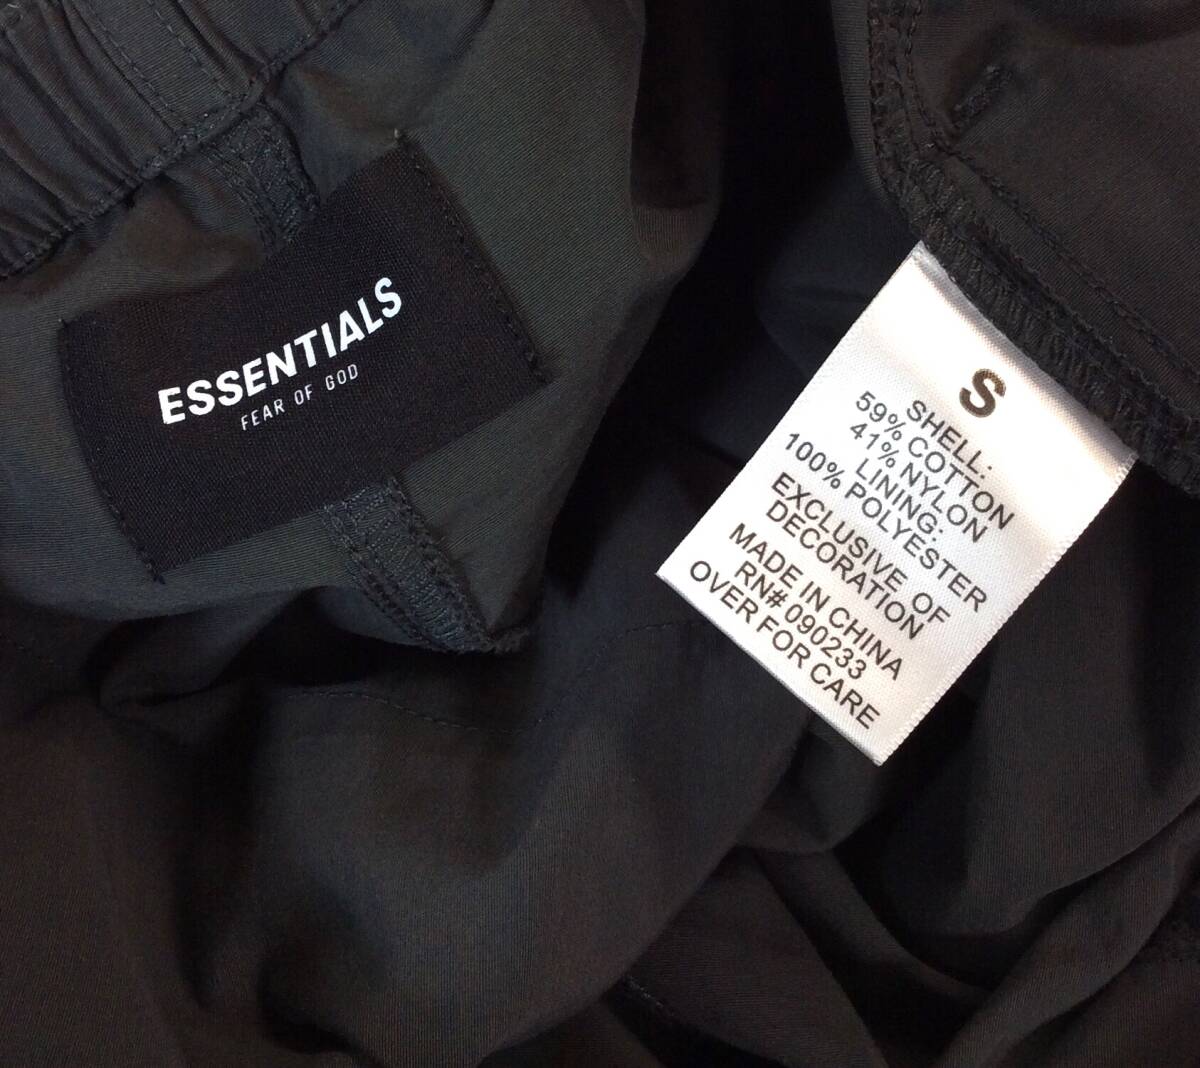 ESSENTIALS
FEAR OF GOD
S
SHELL:
59% COTTON
41% NYLON
LINING:
100% POLYESTER
EXCLUSIVE OF
DECORATION
MADE IN CHINA
RN# 090233
OVER FOR CARE